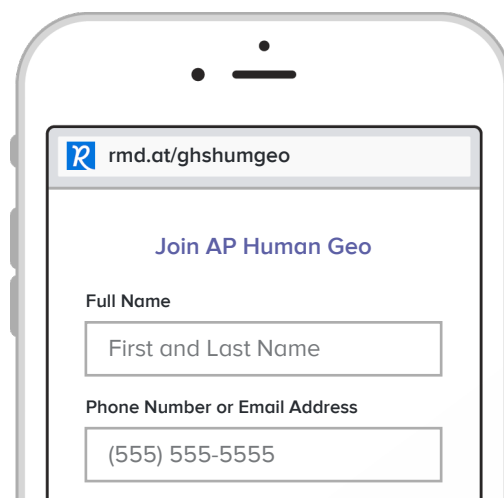 rmd.at/ghshumgeo
Join AP Human Geo
Full Name
First and Last Name
Phone Number or Email Address
(555) 555-5555